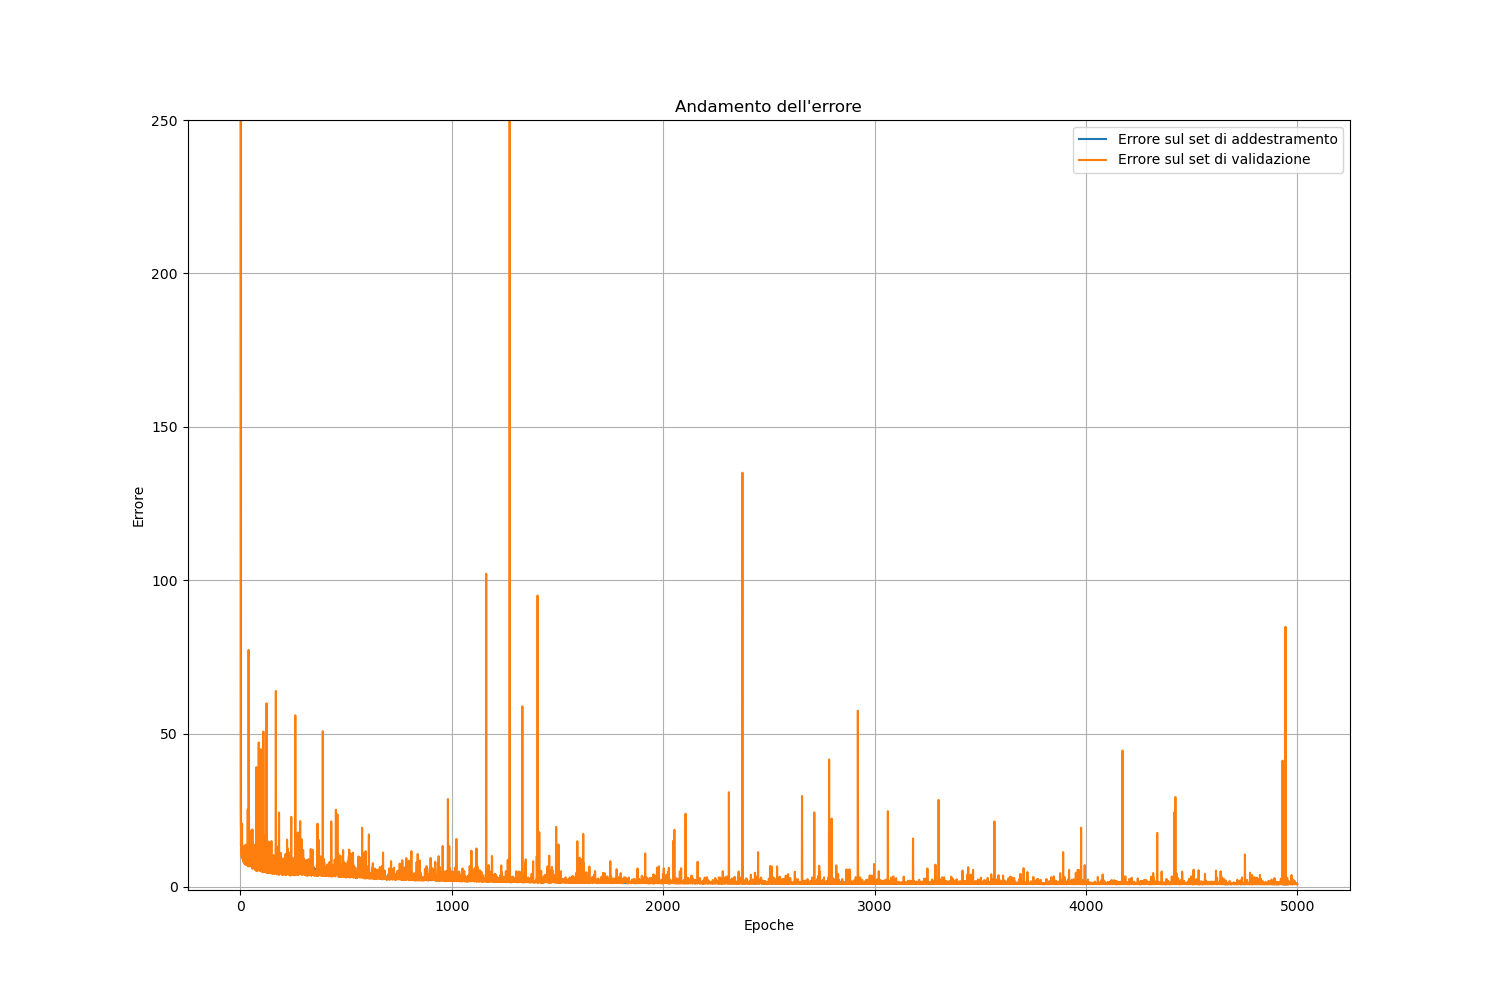 Andamento dell'errore
Errore sul set di addestramento
Errore sul set di validazione
250
200
150
100
50
0
Errore
0 1000 2000 3000 4000 5000
Epoche